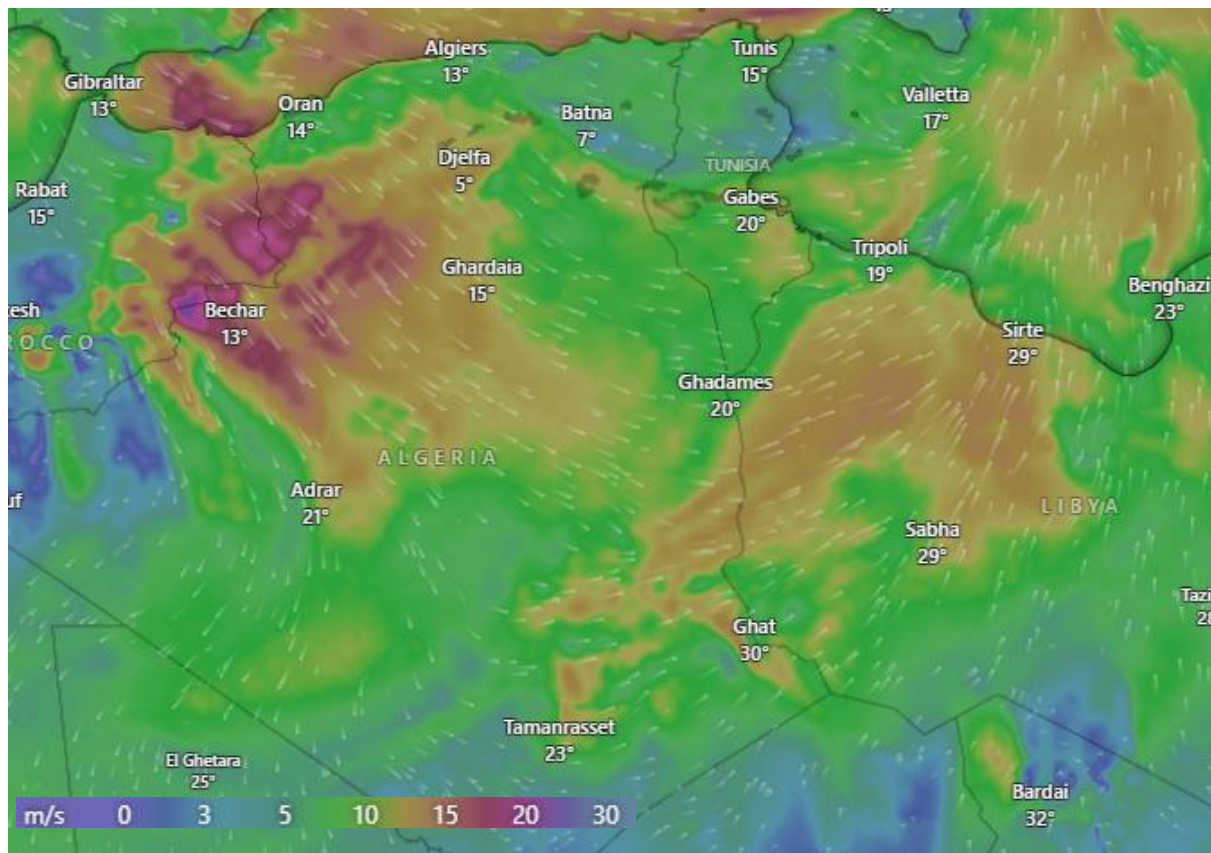 Algiers
13°
Tunis
15°
Gibraltar
13°
Oran
14°
Batna
7°
Valletta
17°
Djelfa
5°
TUNISIA
Rabat
15°
Gabes
20°
Tripoli
19°
Ghardaia
15°
Benghazi
23°
Bechar
13°
Sirte
29°
Ghadames
20°
ALGERIA
Adrar
21°
LIBYA
Sabha
29°
Ghat
30°
Tamanrasset
23°
El Ghetara
25°
Bardai
32°
m/s 0 3 5 10 15 20 30